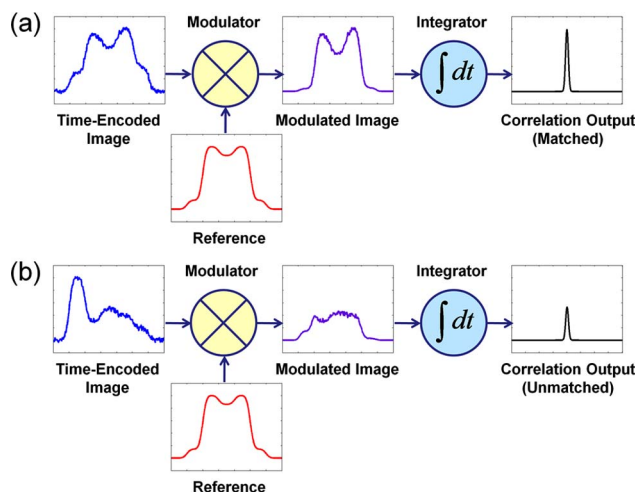 (a)
Modulator
Integrator
∫ dt
Time-Encoded
Image
Modulated Image
Correlation Output
(Matched)
Reference
(b)
Modulator
Integrator
∫ dt
Time-Encoded
Image
Modulated Image
Correlation Output
(Unmatched)
Reference